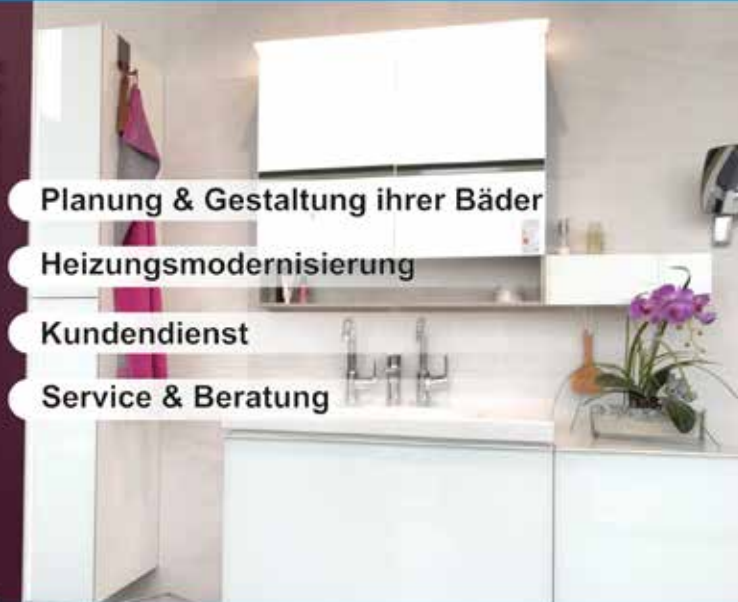 Planung & Gestaltung ihrer Bäder
Heizungsmodernisierung
Kundendienst
Service & Beratung